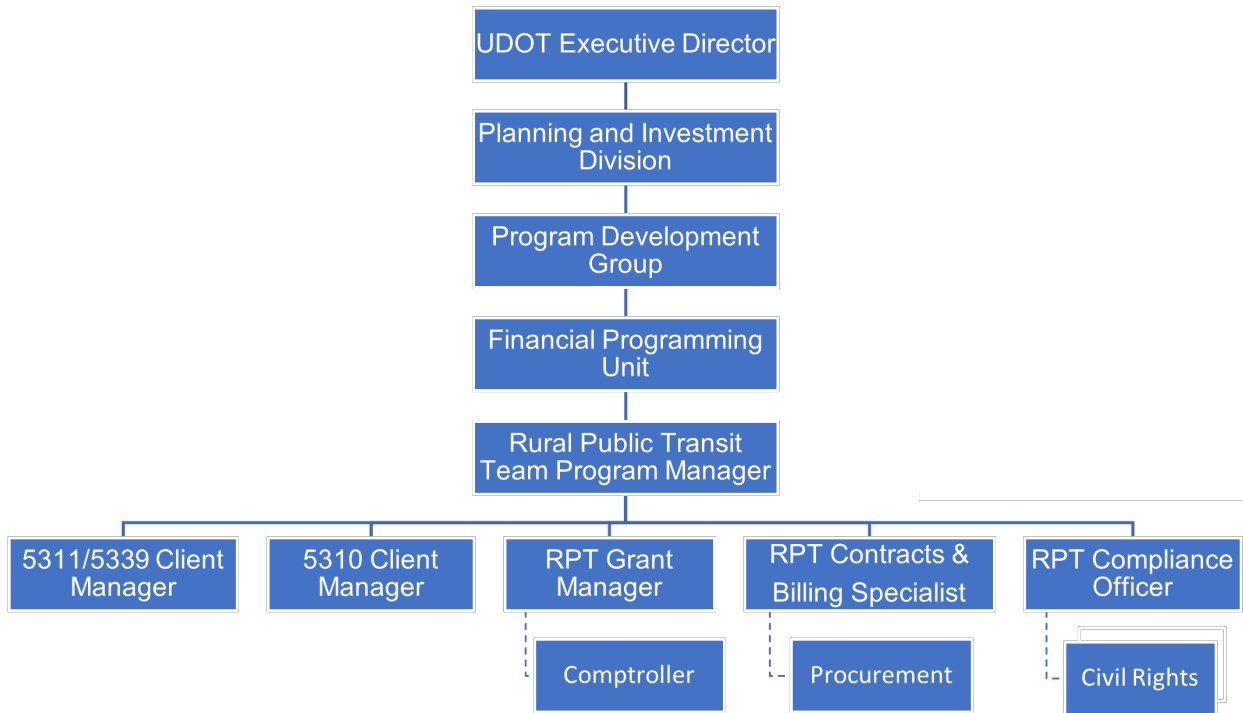 UDOT Executive Director
Planning and Investment
Division
Program Development
Group
Financial Programming
Unit
Rural Public Transit
Team Program Manager
5311/5339 Client
Manager
5310 Client
Manager
RPT Grant
Manager
RPT Contracts &
Billing Specialist
RPT Compliance
Officer
Comptroller
Procurement
Civil Rights